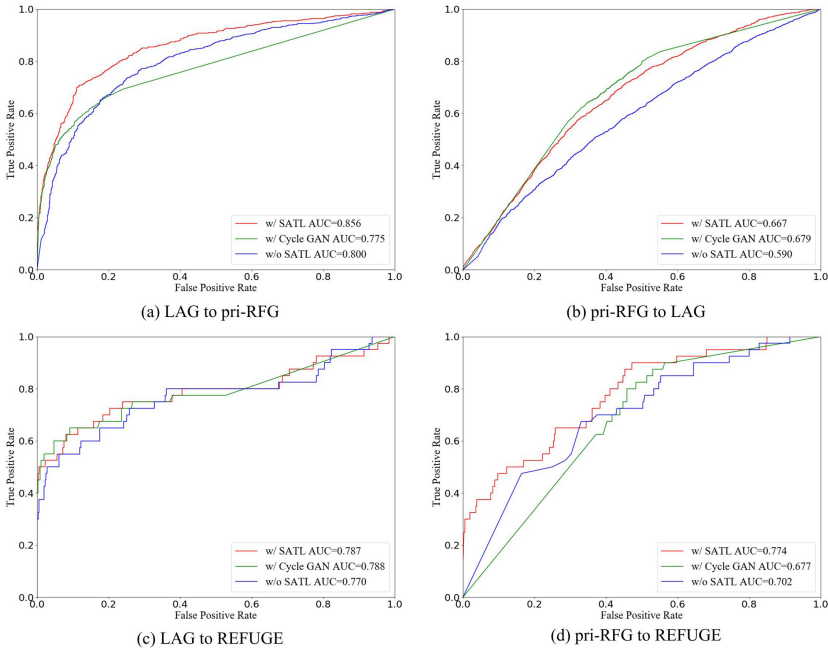 True Positive Rate
1.0
0.8
0.6
0.4
0.2
0.0
0.0 0.2 0.4 0.6 0.8 1.0
False Positive Rate
w/ SATL AUC=0.856
w/ Cycle GAN AUC=0.775
w/o SATL AUC=0.800
(a) LAG to pri-RFG
True Positive Rate
1.0
0.8
0.6
0.4
0.2
0.0
0.0 0.2 0.4 0.6 0.8 1.0
False Positive Rate
w/ SATL AUC=0.667
w/ Cycle GAN AUC=0.679
w/o SATL AUC=0.590
(b) pri-RFG to LAG
True Positive Rate
1.0
0.8
0.6
0.4
0.2
0.0
0.0 0.2 0.4 0.6 0.8 1.0
False Positive Rate
w/ SATL AUC=0.787
w/ Cycle GAN AUC=0.788
w/o SATL AUC=0.770
(c) LAG to REFUGE
True Positive Rate
1.0
0.8
0.6
0.4
0.2
0.0
0.0 0.2 0.4 0.6 0.8 1.0
False Positive Rate
w/ SATL AUC=0.774
w/ Cycle GAN AUC=0.677
w/o SATL AUC=0.702
(d) pri-RFG to REFUGE